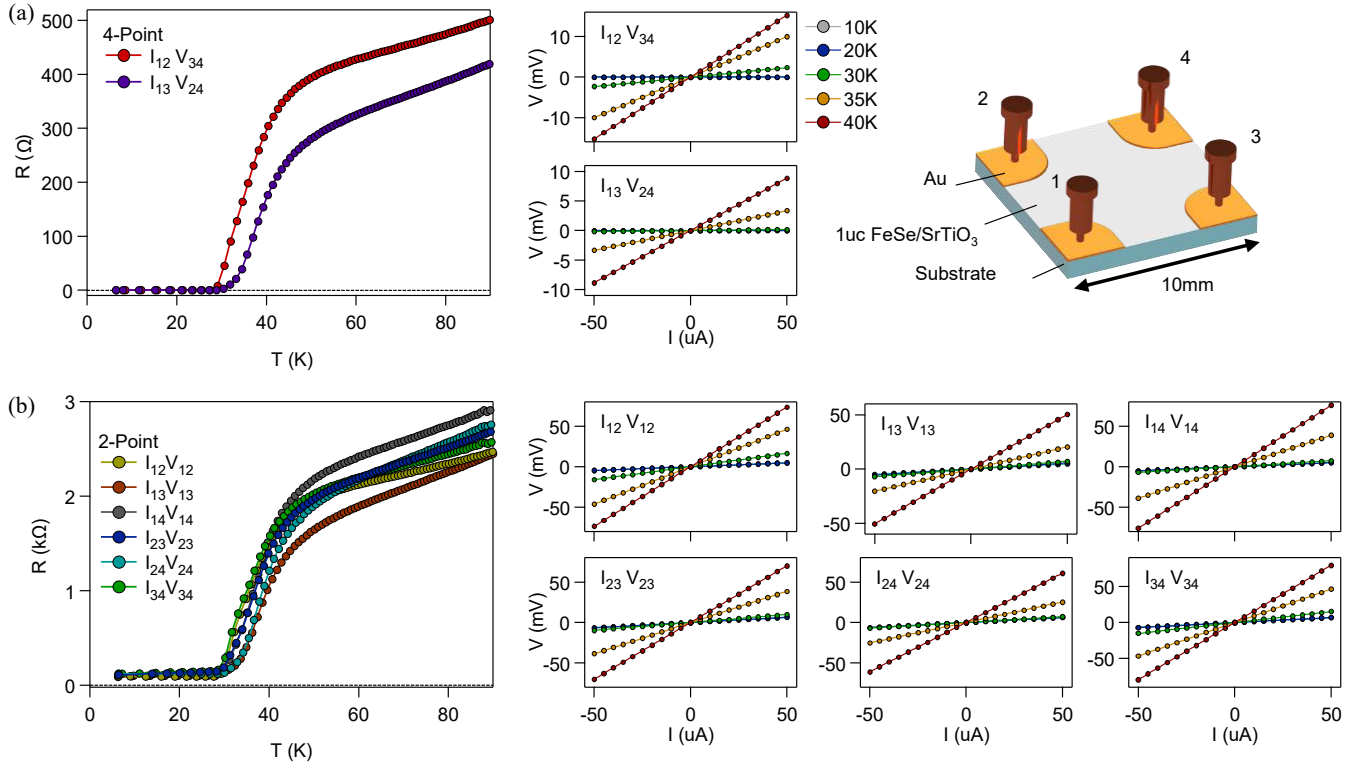 (a)
4-Point
I12 V34
I13 V24
R (Ω)
500
400
300
200
100
0
0 20 40 60 80
T (K)
I12 V34
V (mV)
10
0
-10
I13 V24
V (mV)
10
5
0
-5
-10
-50 0 50
I (uA)
10K
20K
30K
35K
40K
2
4
1
3
Au
1uc FeSe/SrTiO3
Substrate
10mm
(b)
2-Point
I12V12
I13V13
I14V14
I23V23
I24V24
I34V34
R (kΩ)
3
2
1
0
0 20 40 60 80
T (K)
I12 V12
V (mV)
50
0
-50
I13 V13
50
0
-50
I14 V14
50
0
-50
I23 V23
V (mV)
50
0
-50
-50 0 50
I (uA)
I24 V24
50
0
-50
-50 0 50
I (uA)
I34 V34
50
0
-50
-50 0 50
I (uA)